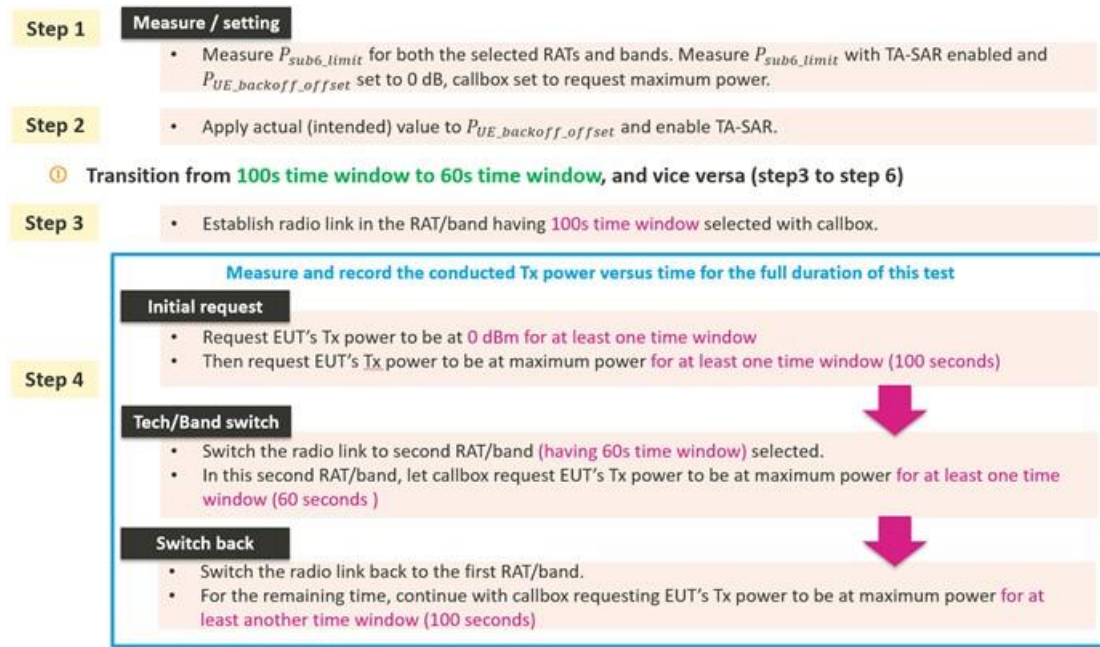 Step 1
Measure / setting
• Measure P_sub6_limit for both the selected RATs and bands. Measure P_sub6_limit with TA-SAR enabled and
P_UE_backoff_offset set to 0 dB, callbox set to request maximum power.
Step 2
• Apply actual (intended) value to P_UE_backoff_offset and enable TA-SAR.
① Transition from 100s time window to 60s time window, and vice versa (step3 to step 6)
Step 3
• Establish radio link in the RAT/band having 100s time window selected with callbox.
Measure and record the conducted Tx power versus time for the full duration of this test
Step 4
Initial request
• Request EUT's Tx power to be at 0 dBm for at least one time window
• Then request EUT's Tx power to be at maximum power for at least one time window (100 seconds)
Tech/Band switch
• Switch the radio link to second RAT/band (having 60s time window) selected.
• In this second RAT/band, let callbox request EUT's Tx power to be at maximum power for at least one time
window (60 seconds )
Switch back
• Switch the radio link back to the first RAT/band.
• For the remaining time, continue with callbox requesting EUT's Tx power to be at maximum power for at
least another time window (100 seconds)